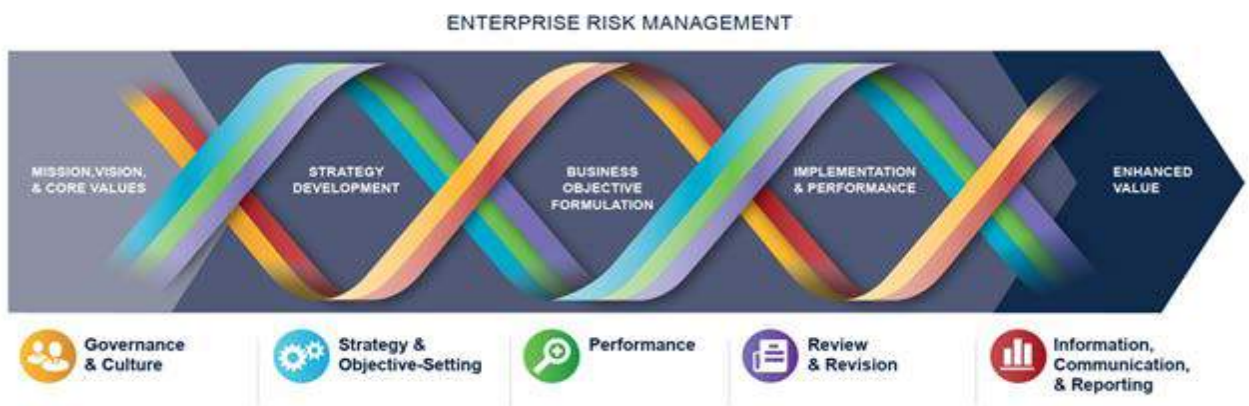 ENTERPRISE RISK MANAGEMENT
MISSION,VISION,
& CORE VALUES
STRATEGY
DEVELOPMENT
BUSINESS
OBJECTIVE
FORMULATION
IMPLEMENTATION
& PERFORMANCE
ENHANCED
VALUE
Governance
& Culture
Strategy &
Objective-Setting
Performance
Review
& Revision
Information,
Communication,
& Reporting